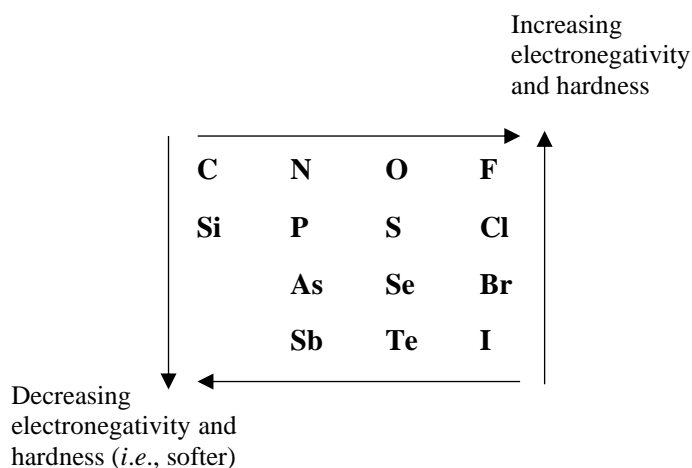 Increasing
electronegativity
and hardness
C N O F
Si P S Cl
As Se Br
Sb Te I
Decreasing
electronegativity and
hardness (i.e., softer)